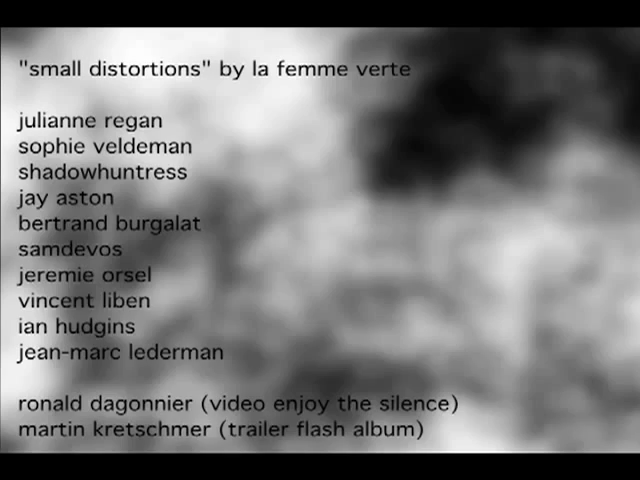 "small distortions" by la femme verte
julianne regan
sophie veldeman
shadowhuntress
jay aston
bertrand burgalat
samdevos
jeremie orsel
vincent liben
ian hudgins
jean-marc lederman
ronald dagonnier (video enjoy the silence)
martin kretschmer (trailer flash album)